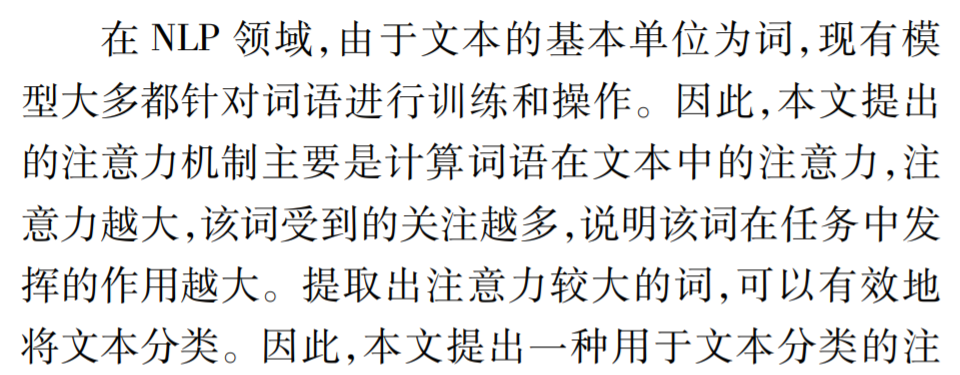 在 NLP 领域,由于文本的基本单位为词,现有模
型大多都针对词语进行训练和操作。因此,本文提出
的注意力机制主要是计算词语在文本中的注意力,注
意力越大,该词受到的关注越多,说明该词在任务中发
挥的作用越大。提取出注意力较大的词,可以有效地
将文本分类。因此,本文提出一种用于文本分类的注